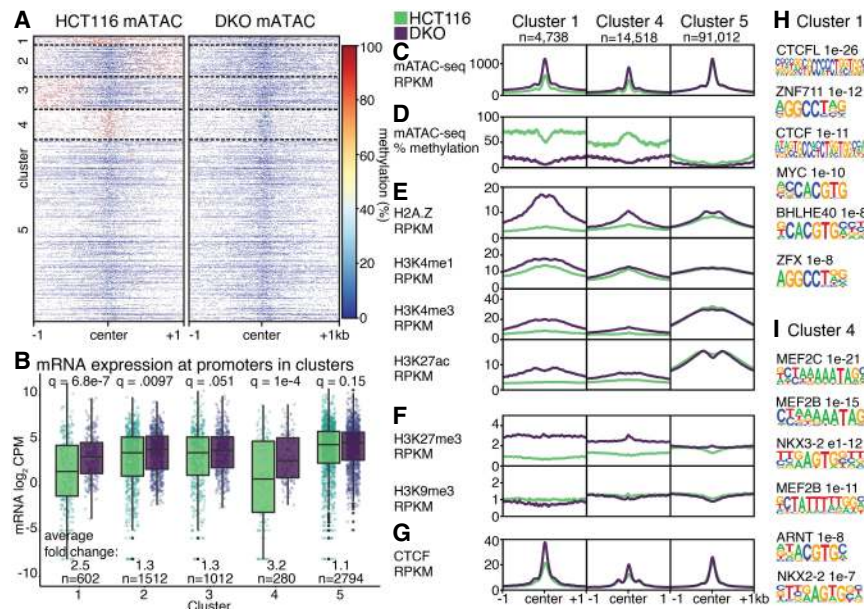 A
HCT116 mATAC
DKO mATAC
1
2
3
4
5
cluster
100
80
60
40
20
0
methylation (%)
-1
center
+1
-1
center
+1kb
B mRNA expression at promoters in clusters
q = 6.8e-7
q = .0097
q = .051
q = 1e-4
q = 0.15
mRNA log2 CPM
10
5
0
-5
-10
average
fold change:
2.5
1.3
1.3
3.2
1.1
n=602
n=1512
n=1012
n=280
n=2794
1
2
3
4
5
Cluster
HCT116
DKO
Cluster 1
n=4,738
Cluster 4
n=14,518
Cluster 5
n=91,012
C
mATAC-seq
RPKM
1000
0
D
mATAC-seq
% methylation
100
50
0
E
H2A.Z
RPKM
20
10
0
H3K4me1
RPKM
20
10
0
H3K4me3
RPKM
40
20
0
H3K27ac
RPKM
10
0
F
H3K27me3
RPKM
4
2
0
H3K9me3
RPKM
2
1
0
G
CTCF
RPKM
40
20
0
-1
center
+1
-1
center
1
-1
center
+1kb
H Cluster 1
CTCFL 1e-26
ZNF711 1e-12
AGGCCTAG
CTCF 1e-11
MYC 1e-10
CACGTG
BHLHE40 1e-8
CACGTG
ZFX 1e-8
AGGCCT
I Cluster 4
MEF2C 1e-21
MEF2B 1e-15
NKX3-2 e1-12
MEF2B 1e-11
ARNT 1e-8
NKX2-2 1e-7